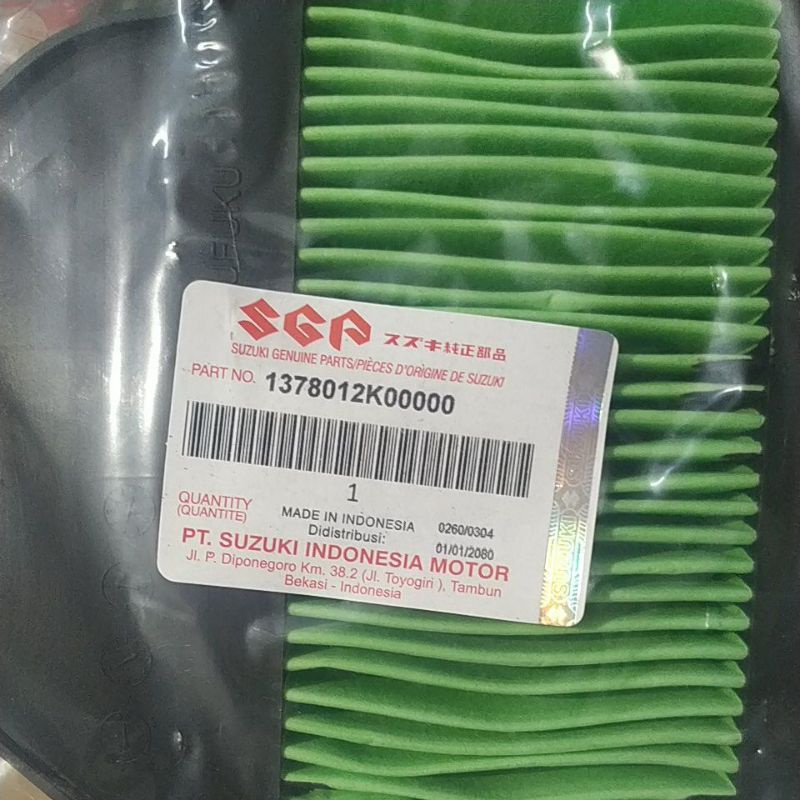 FUKU
SGP スズキ純正部品
SUZUKI GENUINE PARTS/PIÈCES D'ORIGINE DE SUZUKI
PART NO. 1378012K00000
1
QUANTITY
(QUANTITE)
MADE IN INDONESIA 0260/0304
Didistribusi: 01/01/2080
PT. SUZUKI INDONESIA MOTOR
Jl. P. Diponegoro Km. 38.2 (Jl. Toyogiri ), Tambun
Bekasi - Indonesia
SUZUKI